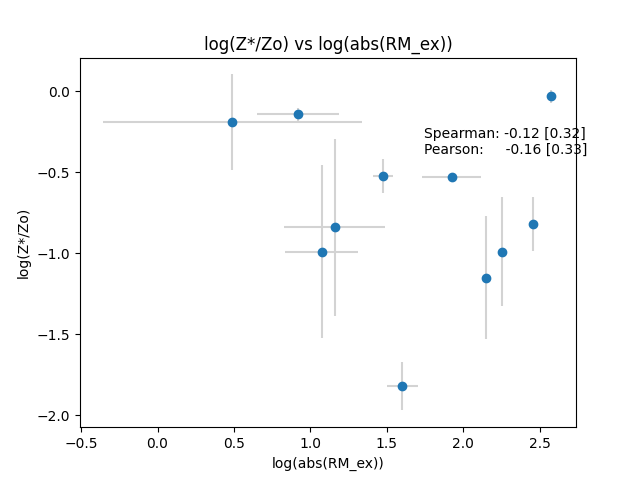 log(Z*/Zo) vs log(abs(RM_ex))
0.0
−0.5
−1.0
−1.5
−2.0
log(Z*/Zo)
Spearman: -0.12 [0.32]
Pearson: -0.16 [0.33]
−0.5 0.0 0.5 1.0 1.5 2.0 2.5
log(abs(RM_ex))